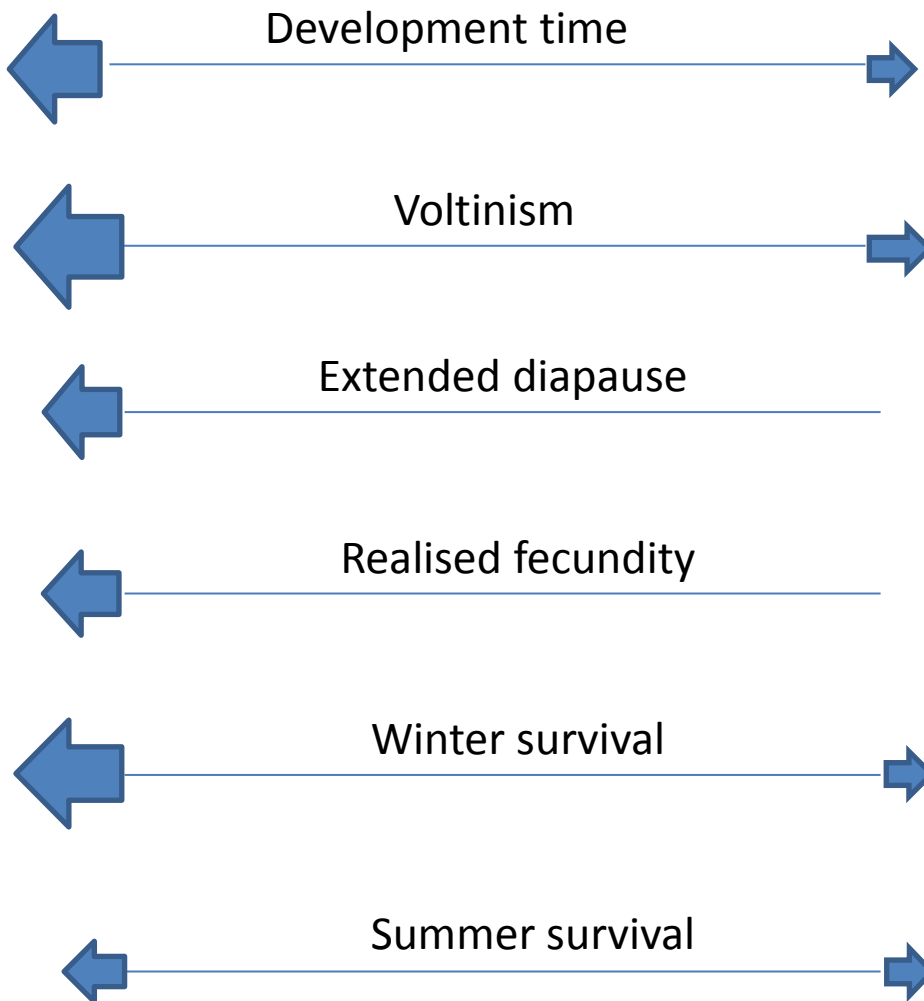 Development time
Voltinism
Extended diapause
Realised fecundity
Winter survival
Summer survival